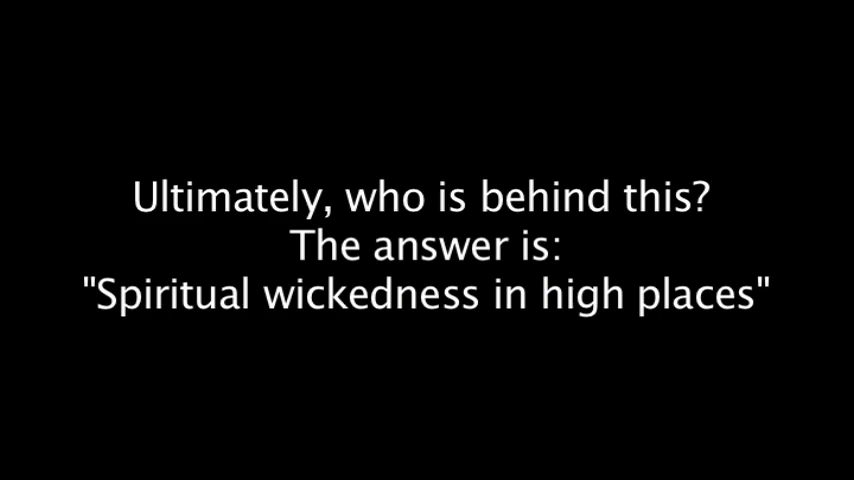 Ultimately, who is behind this?
The answer is:
"Spiritual wickedness in high places"